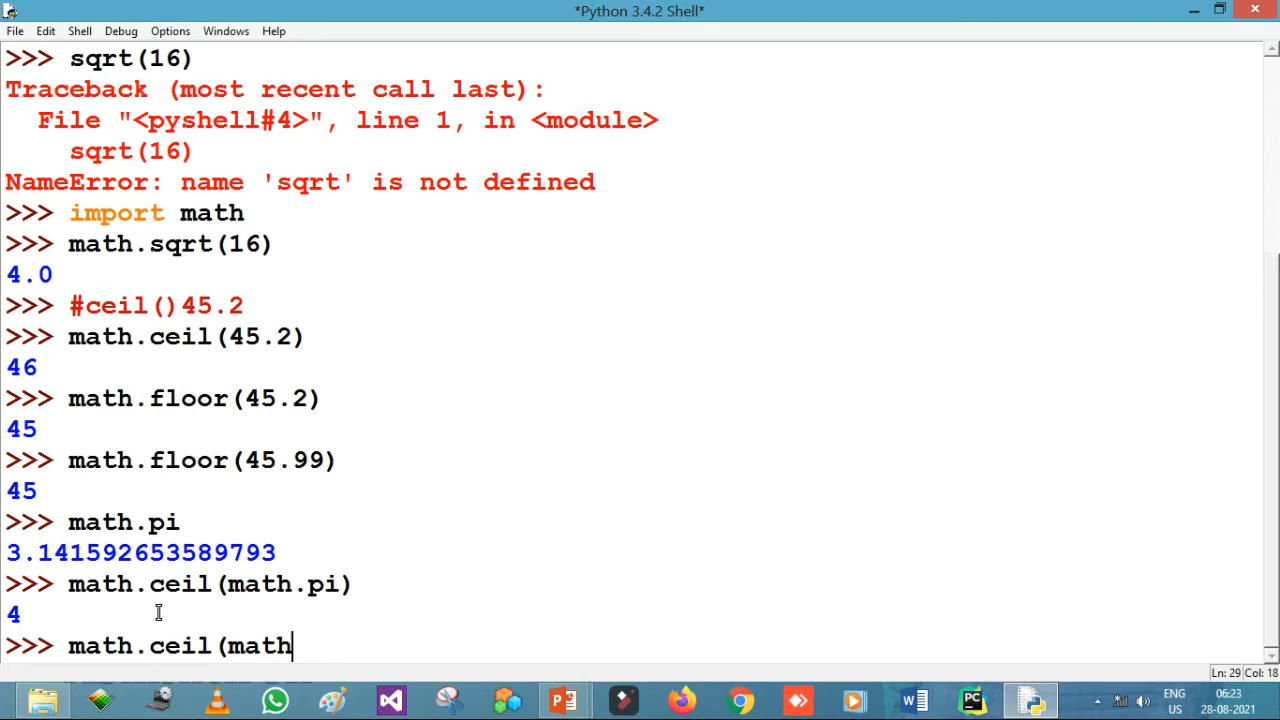 *Python 3.4.2 Shell*
File Edit Shell Debug Options Windows Help
>>> sqrt(16)
Traceback (most recent call last):
  File "<pyshell#4>", line 1, in <module>
    sqrt(16)
NameError: name 'sqrt' is not defined
>>> import math
>>> math.sqrt(16)
4.0
>>> #ceil()45.2
>>> math.ceil(45.2)
46
>>> math.floor(45.2)
45
>>> math.floor(45.99)
45
>>> math.pi
3.141592653589793
>>> math.ceil(math.pi)
4
>>> math.ceil(math
Ln: 29 Col: 18
ENG 06:23
US 28-08-2021